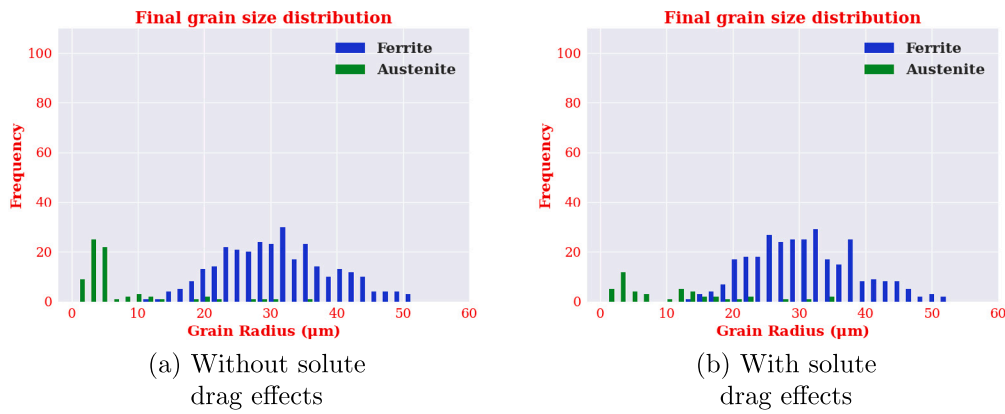 Final grain size distribution
Ferrite
Austenite
Frequency
100
80
60
40
20
0
0 10 20 30 40 50 60
Grain Radius (μm)
(a) Without solute
drag effects
Final grain size distribution
Ferrite
Austenite
Frequency
100
80
60
40
20
0
0 10 20 30 40 50 60
Grain Radius (μm)
(b) With solute
drag effects